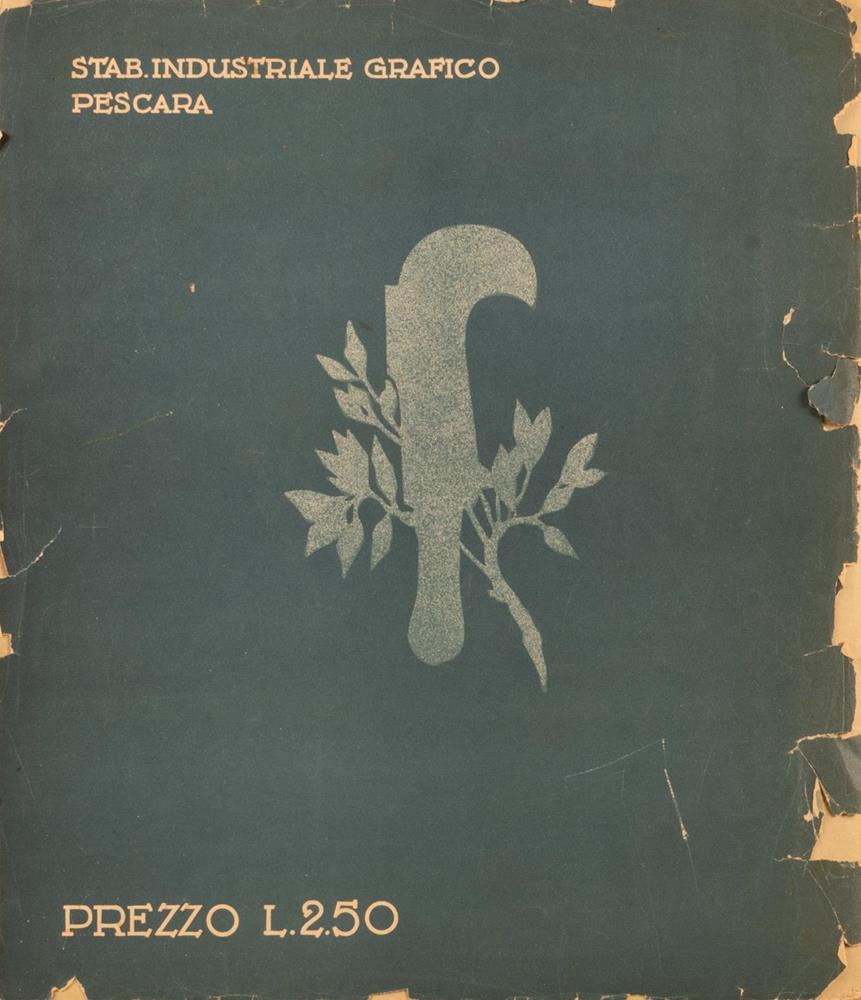 STAB. INDUSTRIALE GRAFICO
PESCARA
PREZZO L.2.50